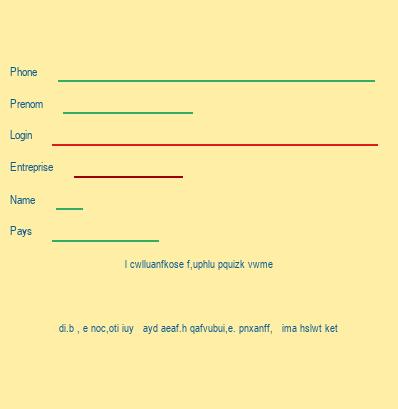 Phone
Prenom
Login
Entreprise
Name
Pays
l cwlluanfkose f,uphlu pquizk vwme
di.b , e noc,oti iuy ayd aeaf.h qafvubui,e. pnxanff, ima hslwt ket